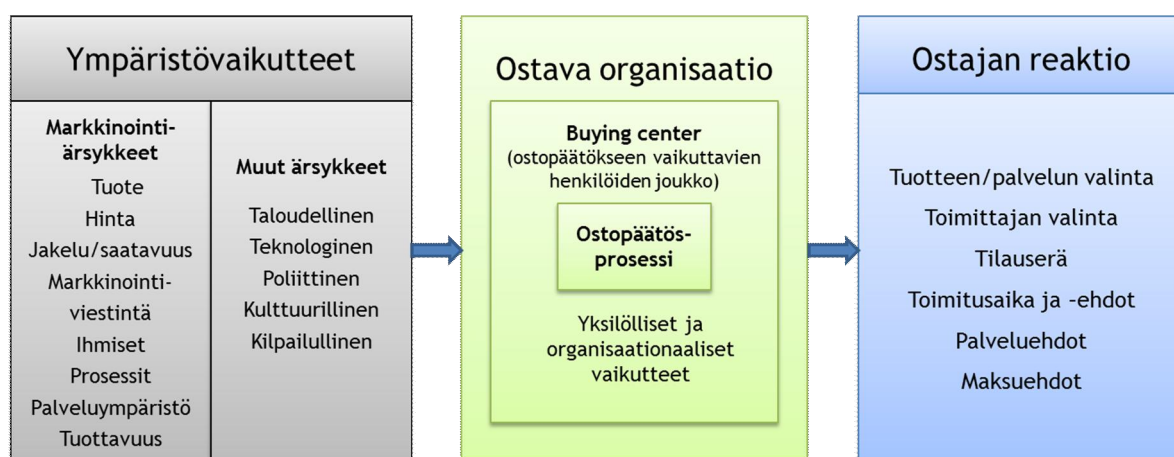 Ympäristövaikutteet
Markkinointi-
ärsykkeet
Tuote
Hinta
Jakelu/saatavuus
Markkinointi-
viestintä
Ihmiset
Prosessit
Palveluympäristö
Tuottavuus
Muut ärsykkeet
Taloudellinen
Teknologinen
Poliittinen
Kulttuurillinen
Kilpailullinen
Ostava organisaatio
Buying center
(ostopäätökseen vaikuttavien
henkilöiden joukko)
Ostopäätös-
prosessi
Yksilölliset ja
organisaationaaliset
vaikutteet
Ostajan reaktio
Tuotteen/palvelun valinta
Toimittajan valinta
Tilauserä
Toimitusaika ja -ehdot
Palveluehdot
Maksuehdot